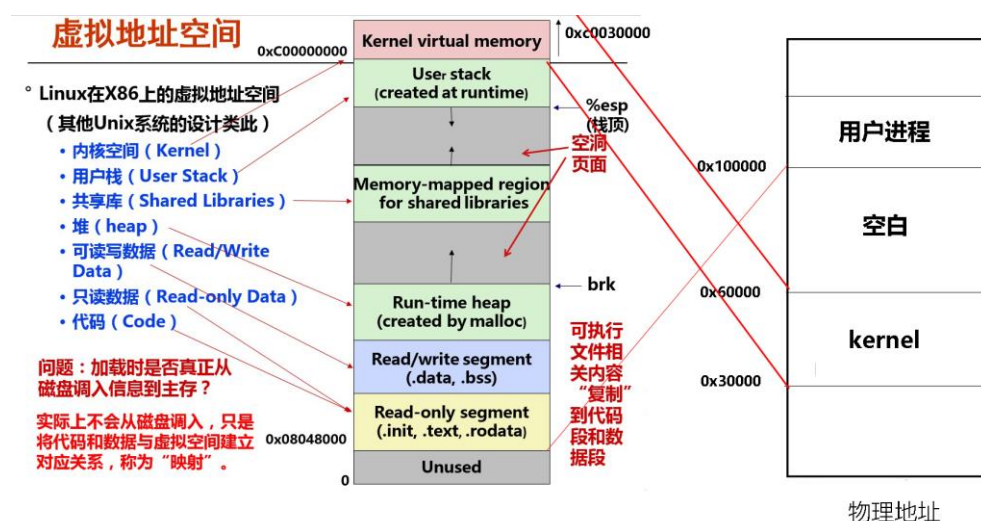 虚拟地址空间
° Linux在X86上的虚拟地址空间
（其他Unix系统的设计类此）
• 内核空间（Kernel）
• 用户栈（User Stack）
• 共享库（Shared Libraries）
• 堆（heap）
• 可读写数据（Read/Write
Data）
• 只读数据（Read-only Data）
• 代码（Code）
问题：加载时是否真正从
磁盘调入信息到主存？
实际上不会从磁盘调入，只是
将代码和数据与虚拟空间建立
对应关系，称为“映射”。
0xC00000000
0x08048000
0
Kernel virtual memory
User stack
(created at runtime)
Memory-mapped region
for shared libraries
Run-time heap
(created by malloc)
Read/write segment
(.data, .bss)
Read-only segment
(.init, .text, .rodata)
Unused
0xc0030000
%esp
(栈顶)
空洞
页面
brk
可执行
文件相
关内容
“复制”
到代码
段和数
据段
0x100000
0x60000
0x30000
用户进程
空白
kernel
物理地址